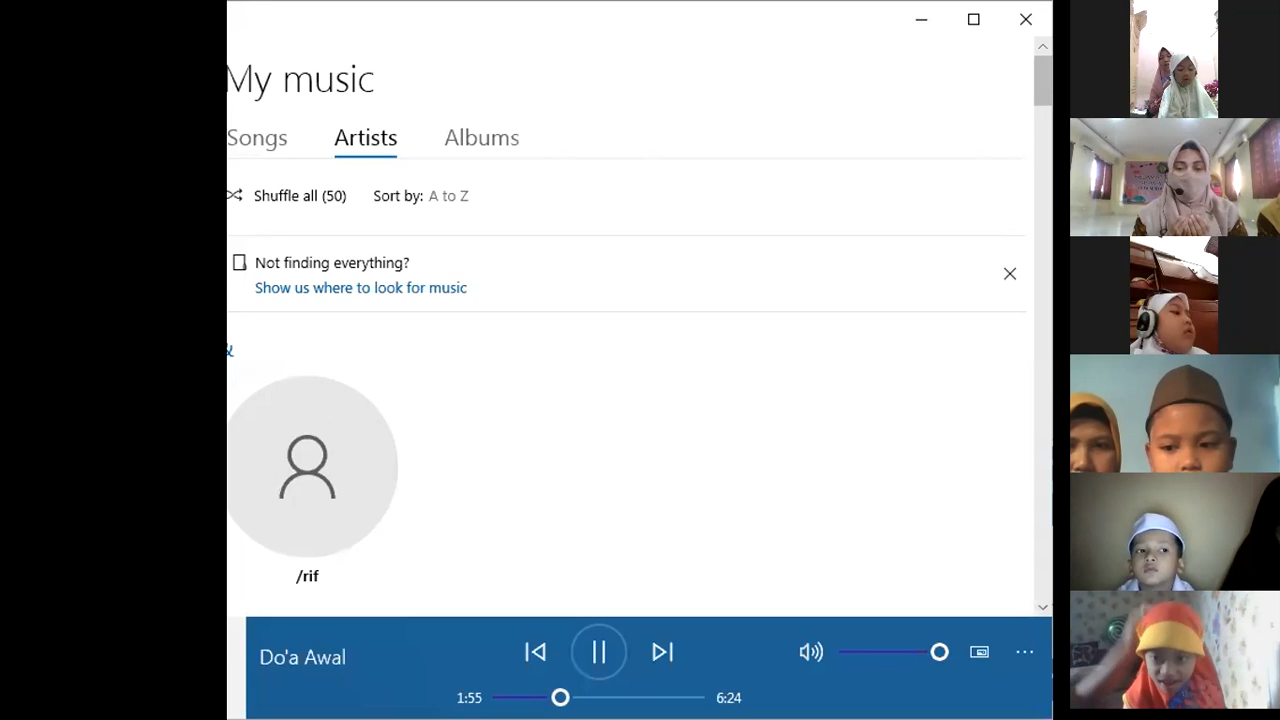 My music
Songs Artists Albums
Shuffle all (50) Sort by: A to Z
Not finding everything?
Show us where to look for music
&
/rif
Do'a Awal
1:55 6:24